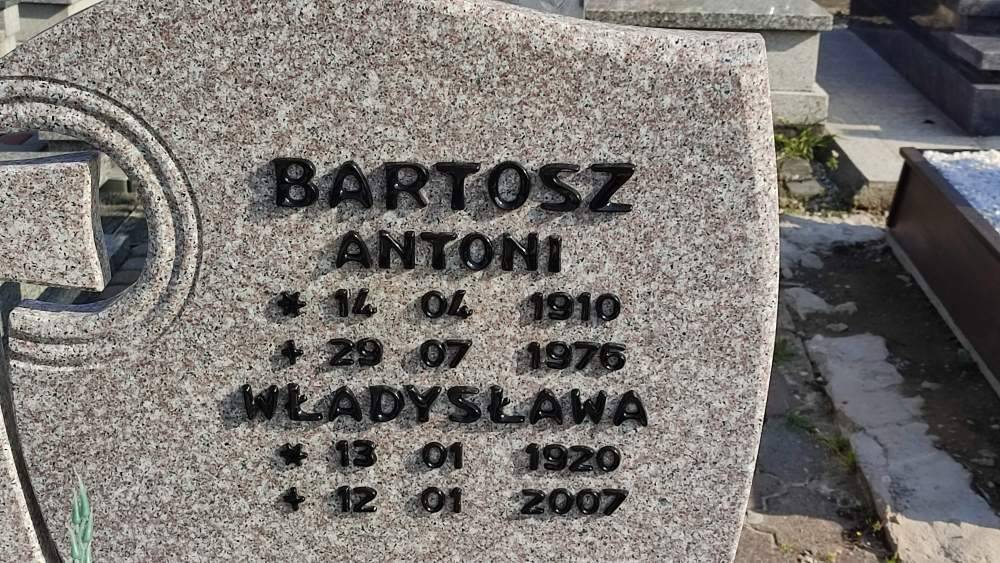 BARTOSZ
ANTONI
* 14 04 1910
+ 29 07 1976
WŁADYSŁAWA
* 13 01 1920
+ 12 01 2007